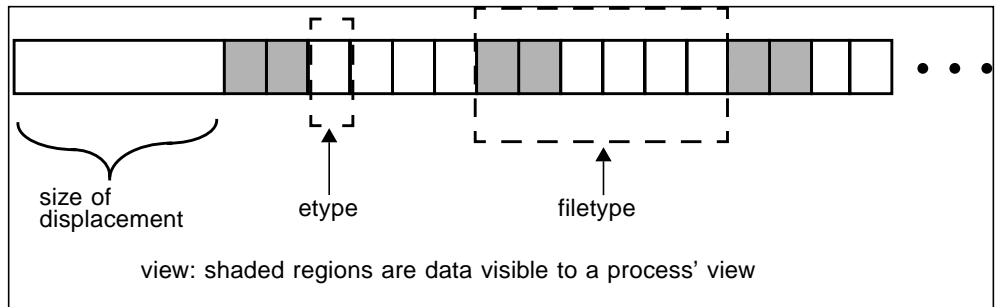 size of
displacement
etype
filetype
view: shaded regions are data visible to a process’ view